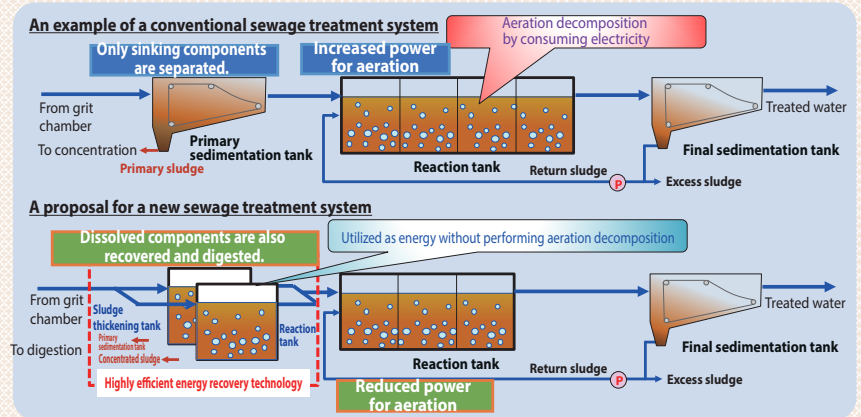 An example of a conventional sewage treatment system
Aeration decomposition
by consuming electricity
Only sinking components
are separated.
Increased power
for aeration
From grit
chamber
Treated water
To concentration
Primary
sedimentation tank
Primary sludge
Reaction tank
Final sedimentation tank
Return sludge
P
Excess sludge
A proposal for a new sewage treatment system
Dissolved components are also
recovered and digested.
Utilized as energy without performing aeration decomposition
From grit
chamber
Sludge
thickening tank
Reaction
tank
Treated water
Primary
sedimentation tank
To digestion
Concentrated sludge
Final sedimentation tank
Reaction tank
Highly efficient energy recovery technology
Return sludge
P
Excess sludge
Reduced power
for aeration